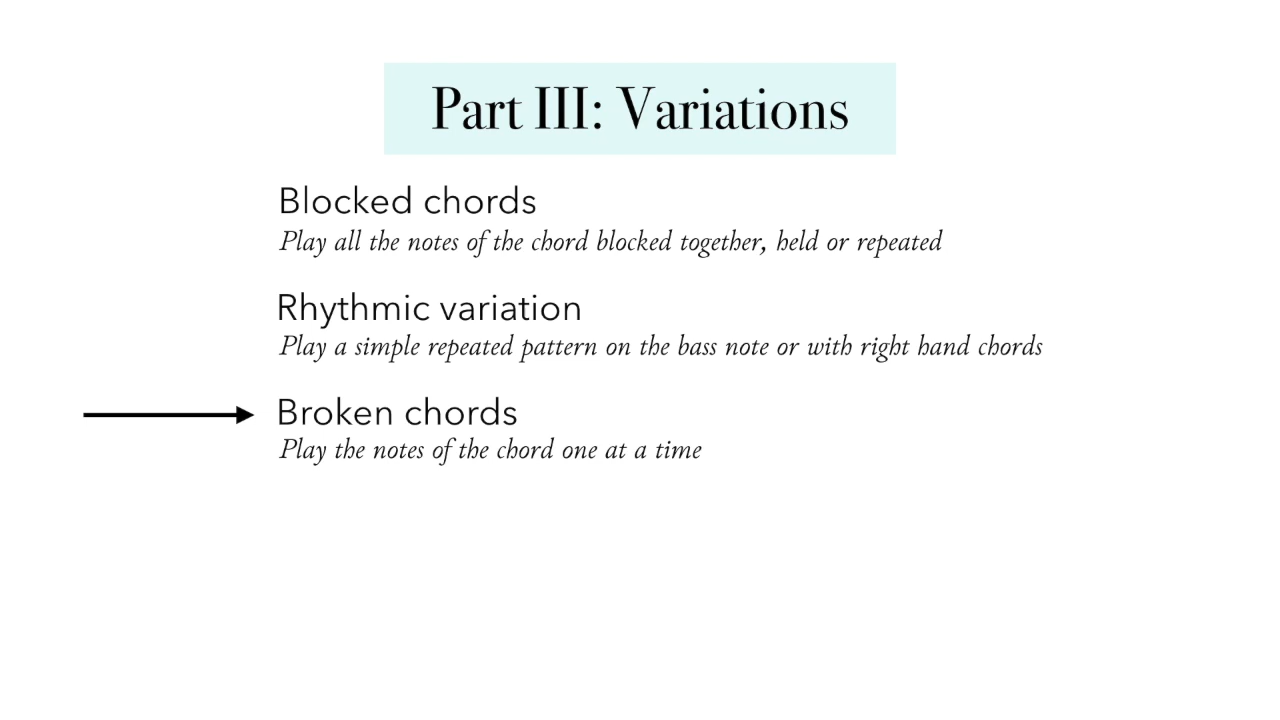 Part III: Variations
Blocked chords
Play all the notes of the chord blocked together, held or repeated
Rhythmic variation
Play a simple repeated pattern on the bass note or with right hand chords
Broken chords
Play the notes of the chord one at a time